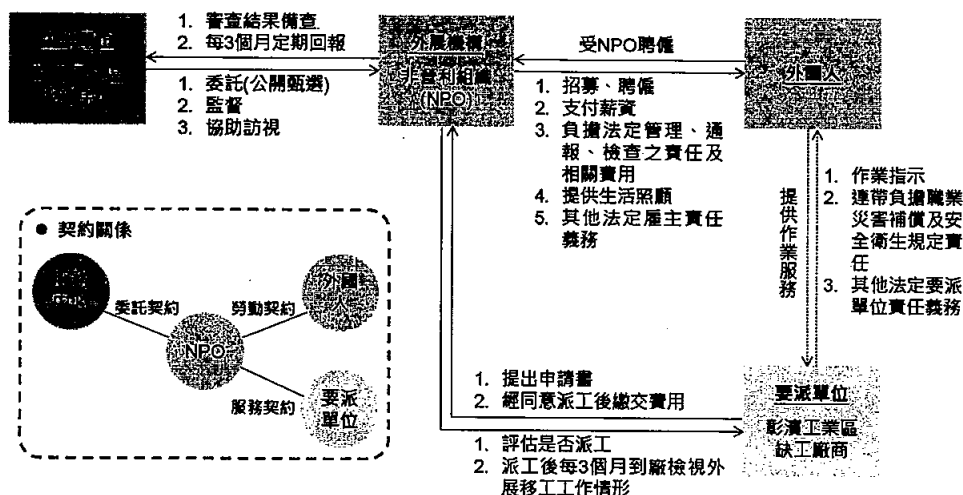 1. 審查結果備查
2. 每3個月定期回報
1. 委託(公開甄選)
2. 監督
3. 協助訪視
外展機構
非營利組織
(NPO)
受NPO聘僱
1. 招募、聘僱
2. 支付薪資
3. 負擔法定管理、通
報、檢查之責任及
相關費用
4. 提供生活照顧
5. 其他法定雇主責任
義務
外國人
提供作業服務
1. 作業指示
2. 連帶負擔職業
災害補償及安
全衛生規定責
任
3. 其他法定要派
單位責任義務
● 契約關係
委託契約
NPO
勞動契約
外國
人
服務契約
要派
單位
1. 提出申請書
2. 經同意派工後繳交費用
1. 評估是否派工
2. 派工後每3個月到廠檢視外
展移工工作情形
要派單位
彰濱工業區
缺工廠商